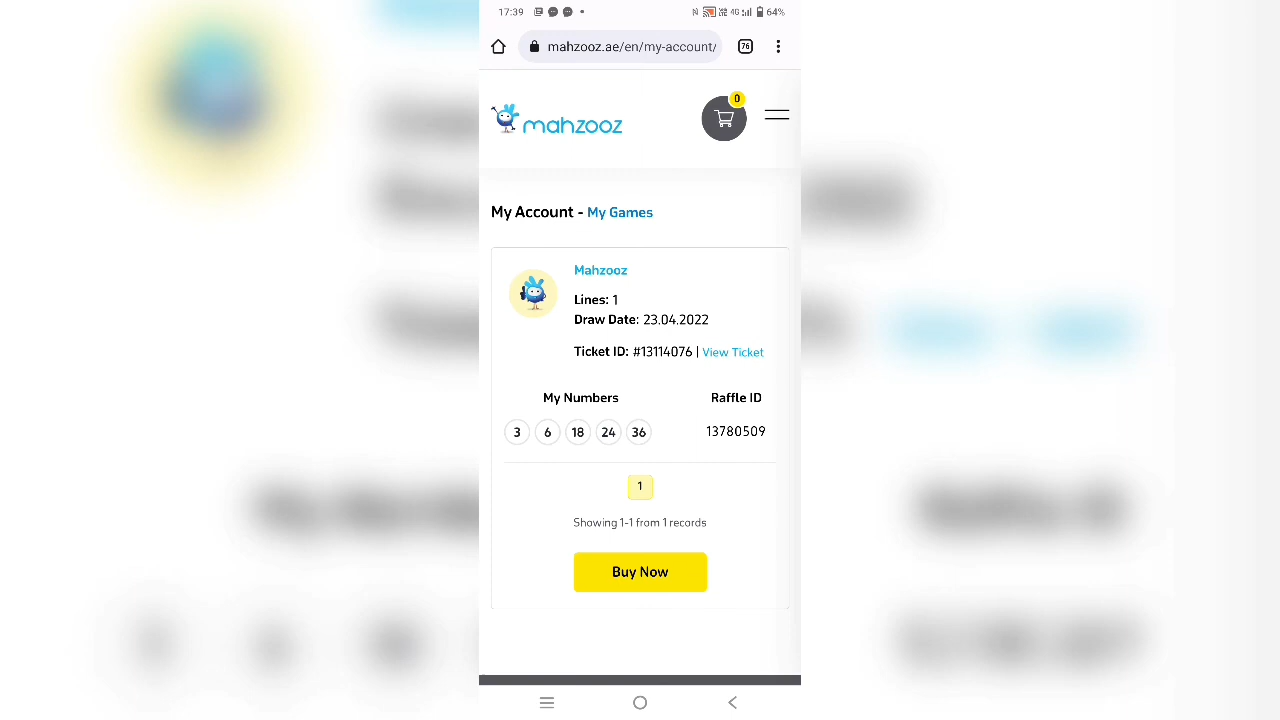 17:39 4G 64%
mahzooz.ae/en/my-account/ 76
0
mahzooz
My Account - My Games
Mahzooz
Lines: 1
Draw Date: 23.04.2022
Ticket ID: #13114076 | View Ticket
My Numbers Raffle ID
3 6 18 24 36 13780509
1
Showing 1-1 from 1 records
Buy Now